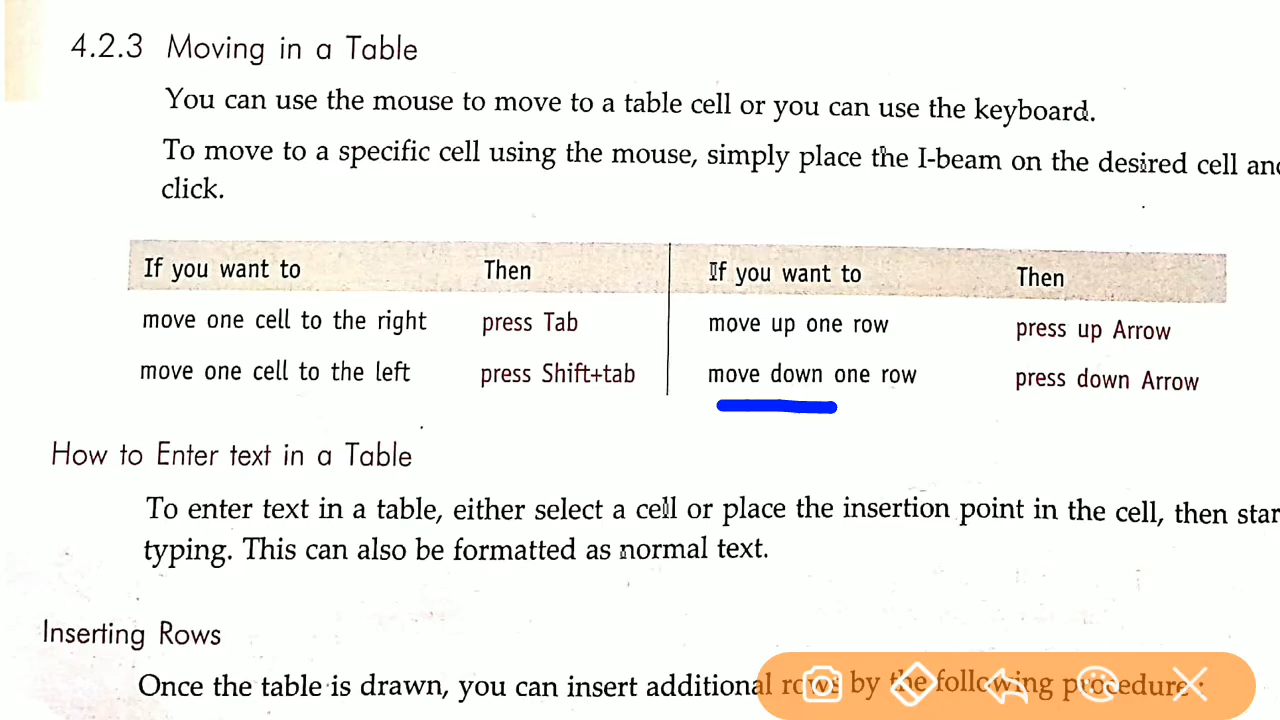 4.2.3 Moving in a Table
You can use the mouse to move to a table cell or you can use the keyboard.
To move to a specific cell using the mouse, simply place the I-beam on the desired cell and
click.
If you want to Then If you want to Then
move one cell to the right press Tab move up one row press up Arrow
move one cell to the left press Shift+tab move down one row press down Arrow
How to Enter text in a Table
To enter text in a table, either select a cell or place the insertion point in the cell, then star
typing. This can also be formatted as normal text.
Inserting Rows
Once the table is drawn, you can insert additional rows by the following procedure :